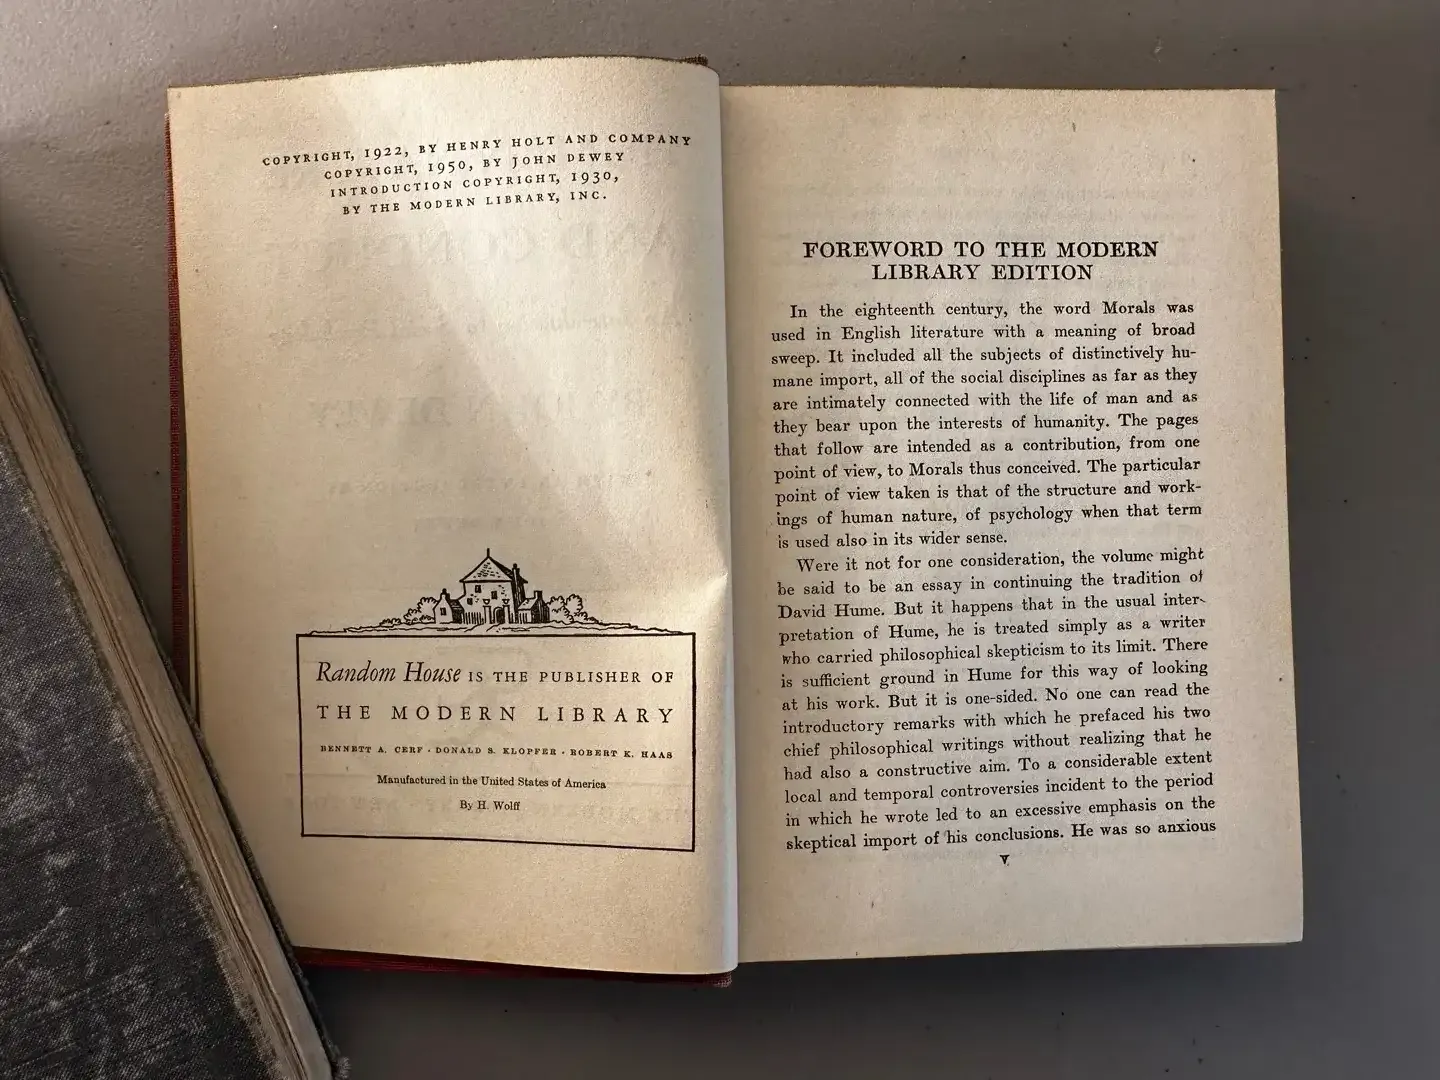 COPYRIGHT, 1922, BY HENRY HOLT AND COMPANY
COPYRIGHT, 1950, BY JOHN DEWEY
INTRODUCTION COPYRIGHT, 1930,
BY THE MODERN LIBRARY, INC.
Random House IS THE PUBLISHER OF
THE MODERN LIBRARY
BENNETT A. CERF · DONALD S. KLOPFER · ROBERT K. HAAS
Manufactured in the United States of America
By H. Wolff
FOREWORD TO THE MODERN
LIBRARY EDITION
In the eighteenth century, the word Morals was
used in English literature with a meaning of broad
sweep. It included all the subjects of distinctively hu-
mane import, all of the social disciplines as far as they
are intimately connected with the life of man and as
they bear upon the interests of humanity. The pages
that follow are intended as a contribution, from one
point of view, to Morals thus conceived. The particular
point of view taken is that of the structure and work-
ings of human nature, of psychology when that term
is used also in its wider sense.
Were it not for one consideration, the volume might
be said to be an essay in continuing the tradition of
David Hume. But it happens that in the usual inter-
pretation of Hume, he is treated simply as a writer
who carried philosophical skepticism to its limit. There
is sufficient ground in Hume for this way of looking
at his work. But it is one-sided. No one can read the
introductory remarks with which he prefaced his two
chief philosophical writings without realizing that he
had also a constructive aim. To a considerable extent
local and temporal controversies incident to the period
in which he wrote led to an excessive emphasis on the
skeptical import of his conclusions. He was so anxious
v